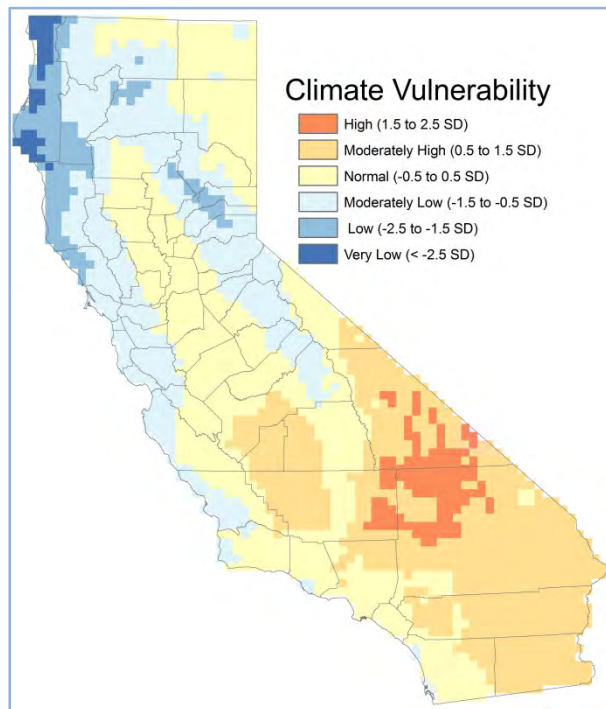 Climate Vulnerability
High (1.5 to 2.5 SD)
Moderately High (0.5 to 1.5 SD)
Normal (-0.5 to 0.5 SD)
Moderately Low (-1.5 to -0.5 SD)
Low (-2.5 to -1.5 SD)
Very Low (< -2.5 SD)